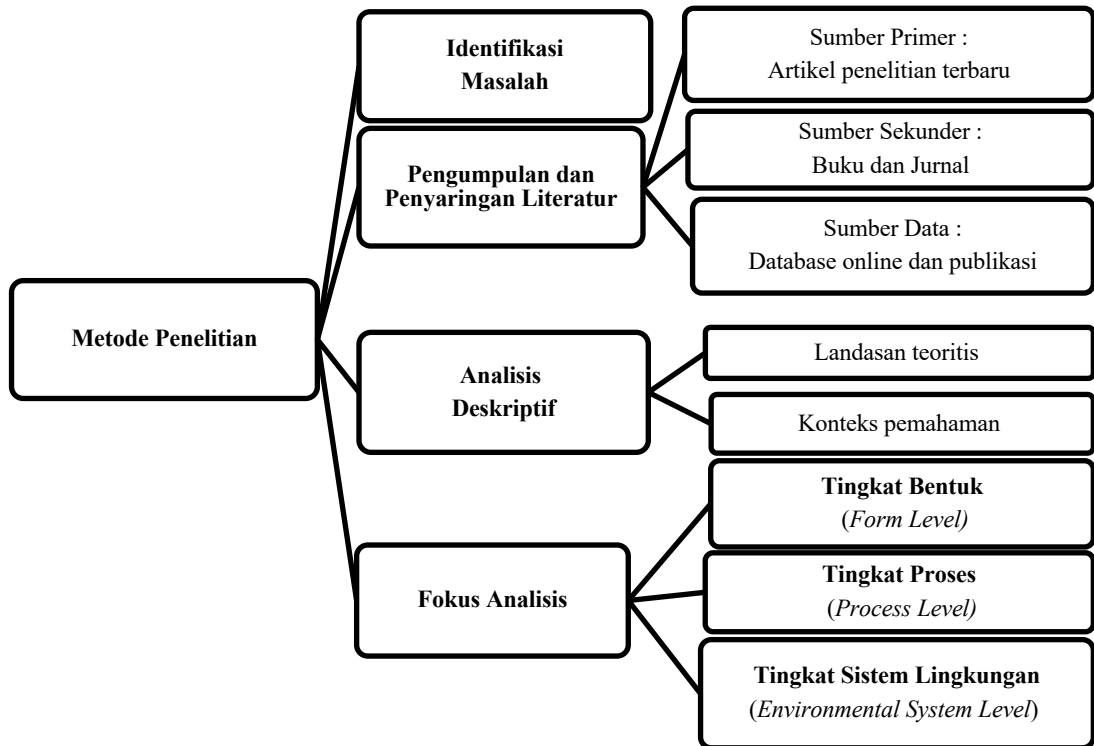 Metode Penelitian
Identifikasi
Masalah
Pengumpulan dan
Penyaringan Literatur
Sumber Primer :
Artikel penelitian terbaru
Sumber Sekunder :
Buku dan Jurnal
Sumber Data :
Database online dan publikasi
Analisis
Deskriptif
Landasan teoritis
Konteks pemahaman
Fokus Analisis
Tingkat Bentuk
(Form Level)
Tingkat Proses
(Process Level)
Tingkat Sistem Lingkungan
(Environmental System Level)